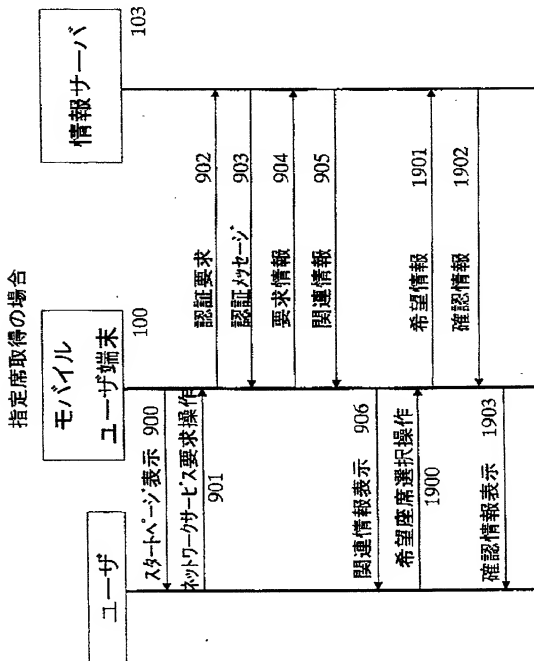 指定席取得の場合
ユーザ
モバイル
ユーザ端末
100
情報サーバ
103
スタートページ表示 900
ネットワークサービス要求操作
901
認証要求 902
認証メッセージ 903
要求情報 904
関連情報 905
関連情報表示 906
希望座席選択操作
1900
希望情報 1901
確認情報 1902
確認情報表示 1903